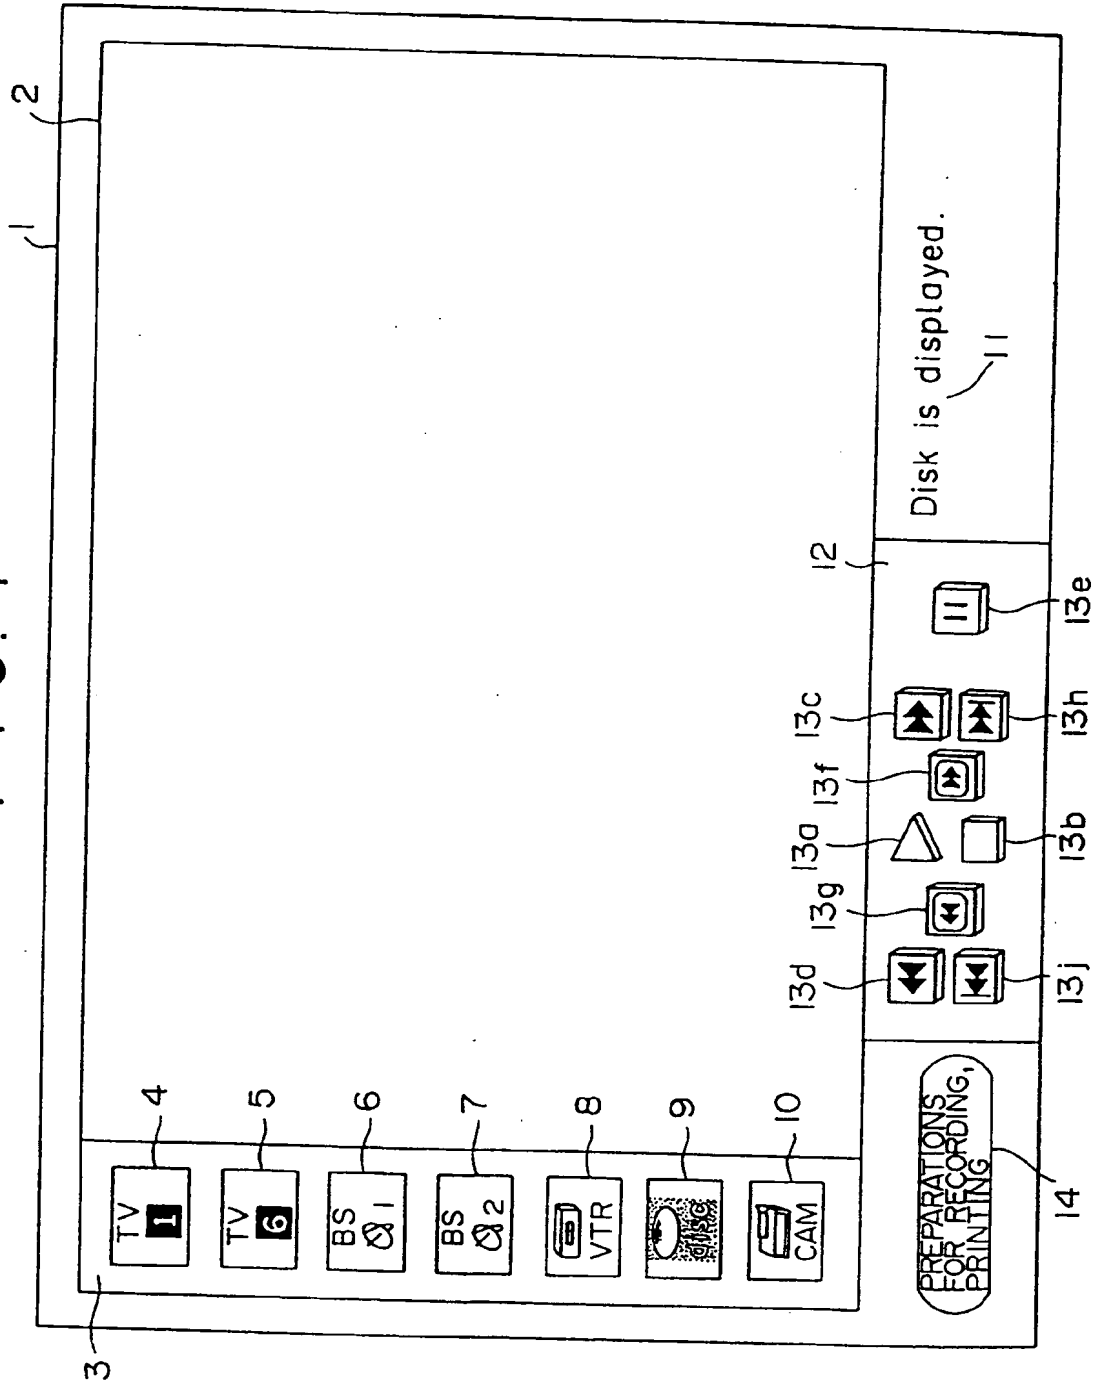 1
2
3
TV
1
4
TV
6
5
BS
1
6
BS
2
7
VTR
8
disc
9
CAM
10
12
13d
13g
13a
13f
13c
Disk is displayed.
11
PREPARATIONS
FOR RECORDING,
PRINTING
14
13j
13b
13h
13e